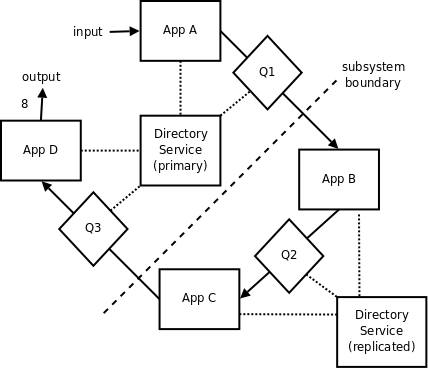 input
App A
Q1
subsystem
boundary
output
8
App D
Directory
Service
(primary)
App B
Q3
Q2
App C
Directory
Service
(replicated)